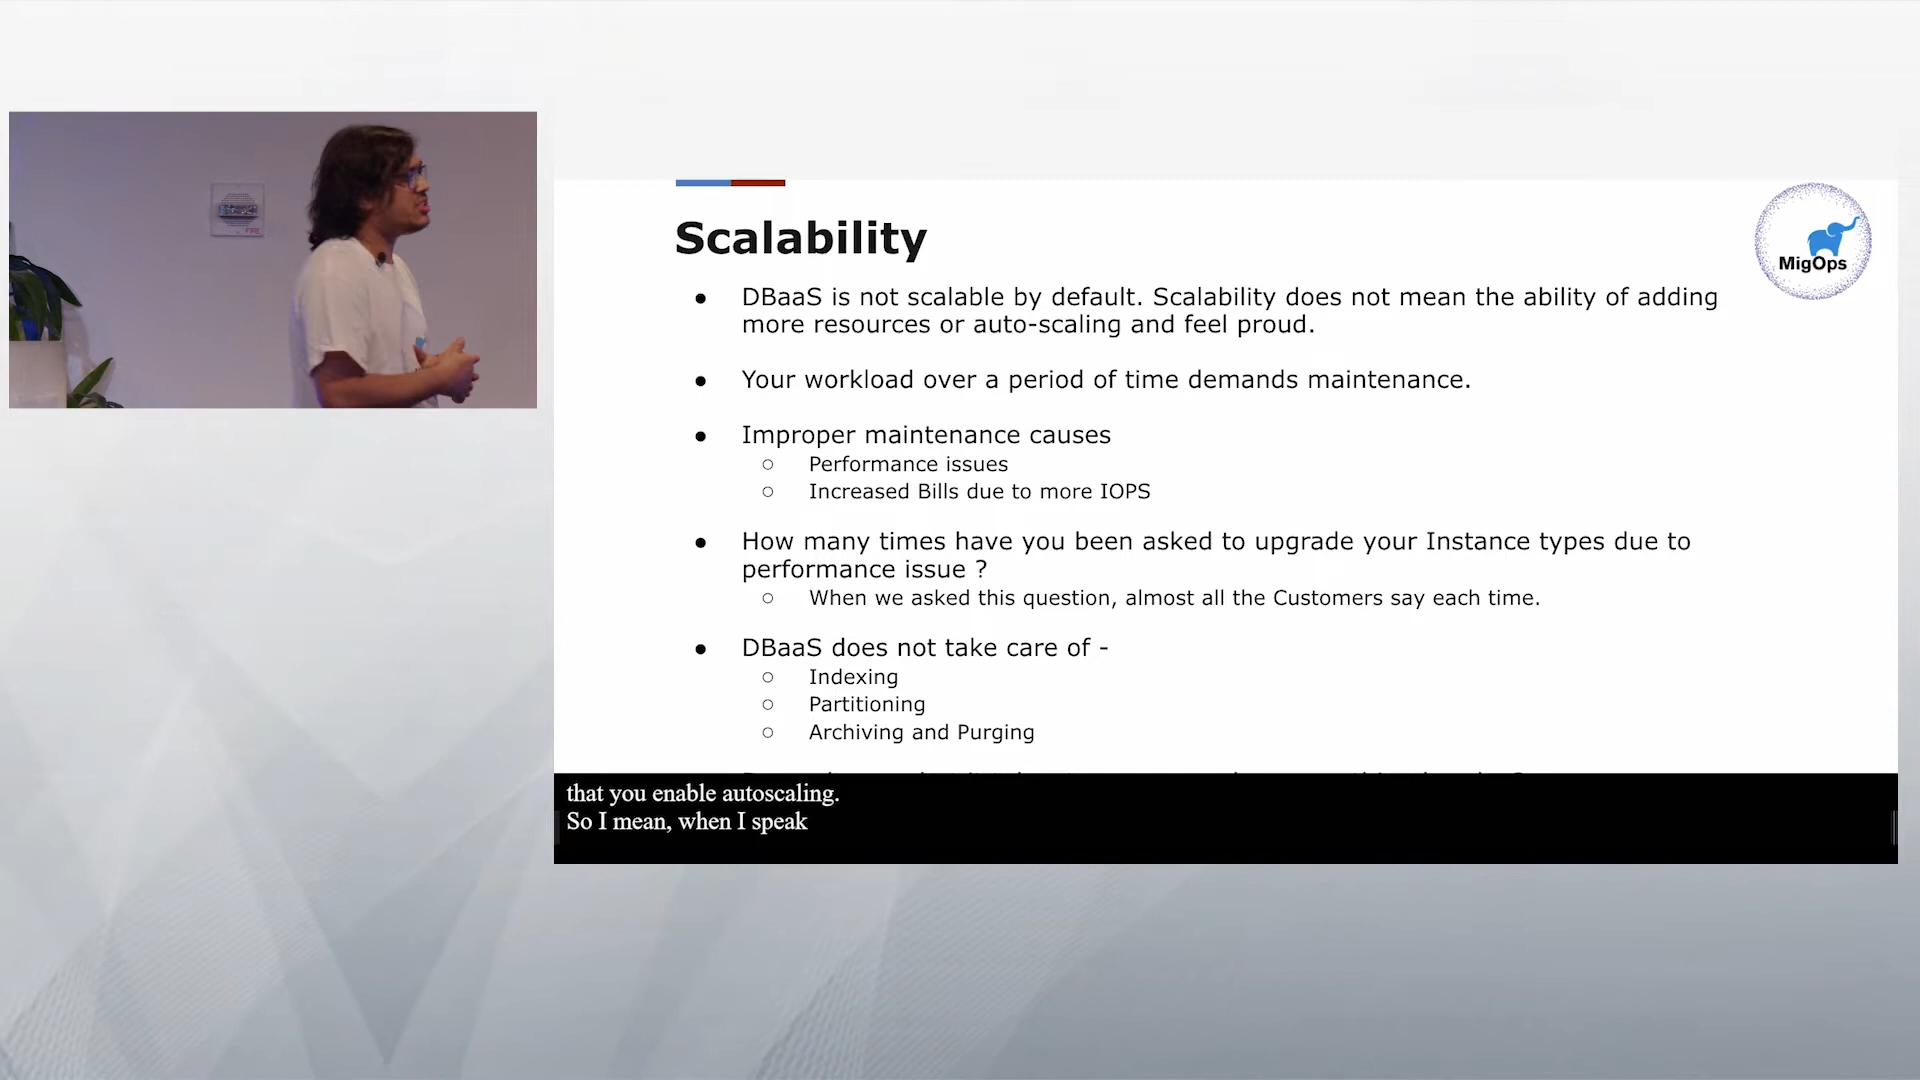 Scalability
MigOps
● DBaaS is not scalable by default. Scalability does not mean the ability of adding
more resources or auto-scaling and feel proud.
● Your workload over a period of time demands maintenance.
● Improper maintenance causes
○ Performance issues
○ Increased Bills due to more IOPS
● How many times have you been asked to upgrade your Instance types due to
performance issue ?
○ When we asked this question, almost all the Customers say each time.
● DBaaS does not take care of -
○ Indexing
○ Partitioning
○ Archiving and Purging
that you enable autoscaling.
So I mean, when I speak